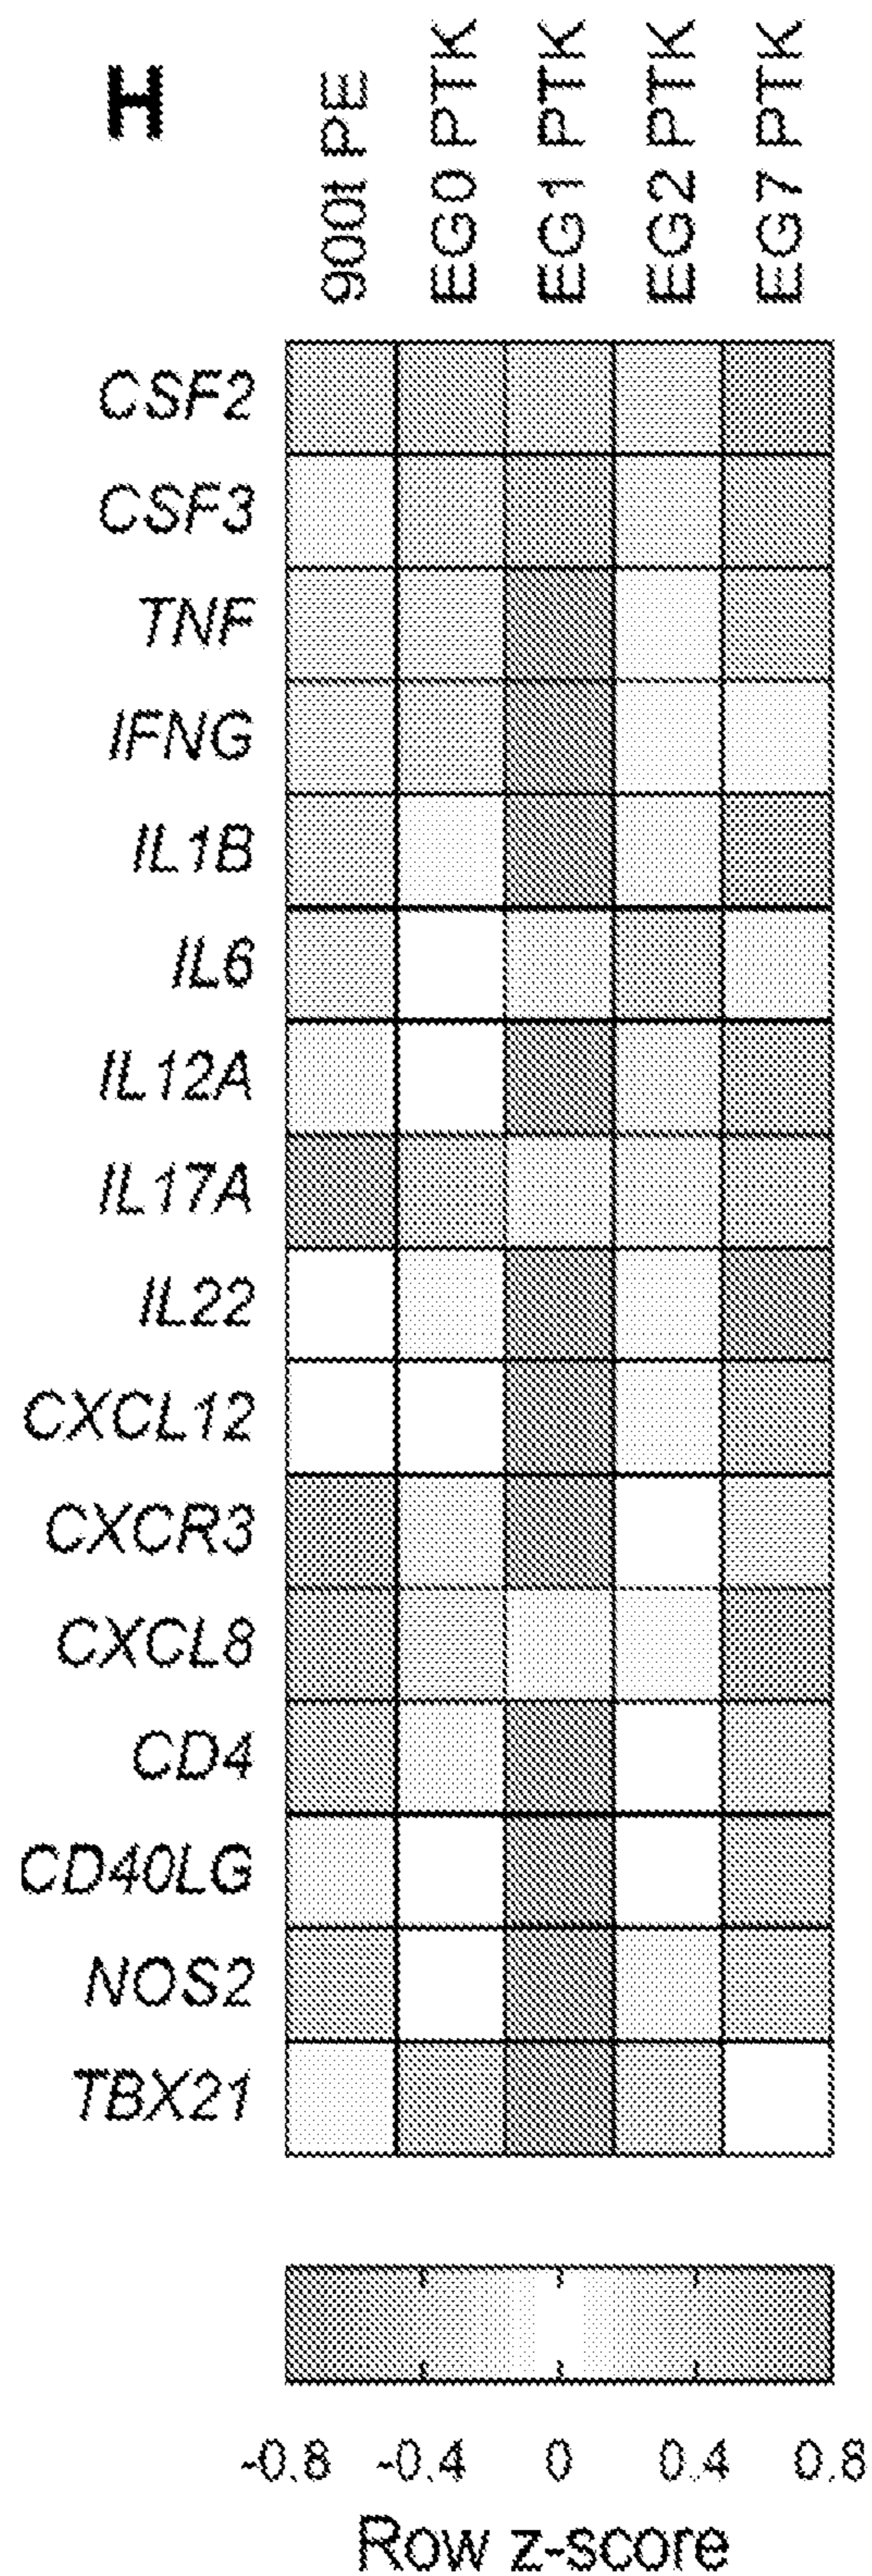 H
900t PE
EG0 PTK
EG1 PTK
EG2 PTK
EG7 PTK
CSF2
CSF3
TNF
IFNG
IL1B
IL6
IL12A
IL17A
IL22
CXCL12
CXCR3
CXCL8
CD4
CD40LG
NOS2
TBX21
-0.8 -0.4 0 0.4 0.8
Row z-score